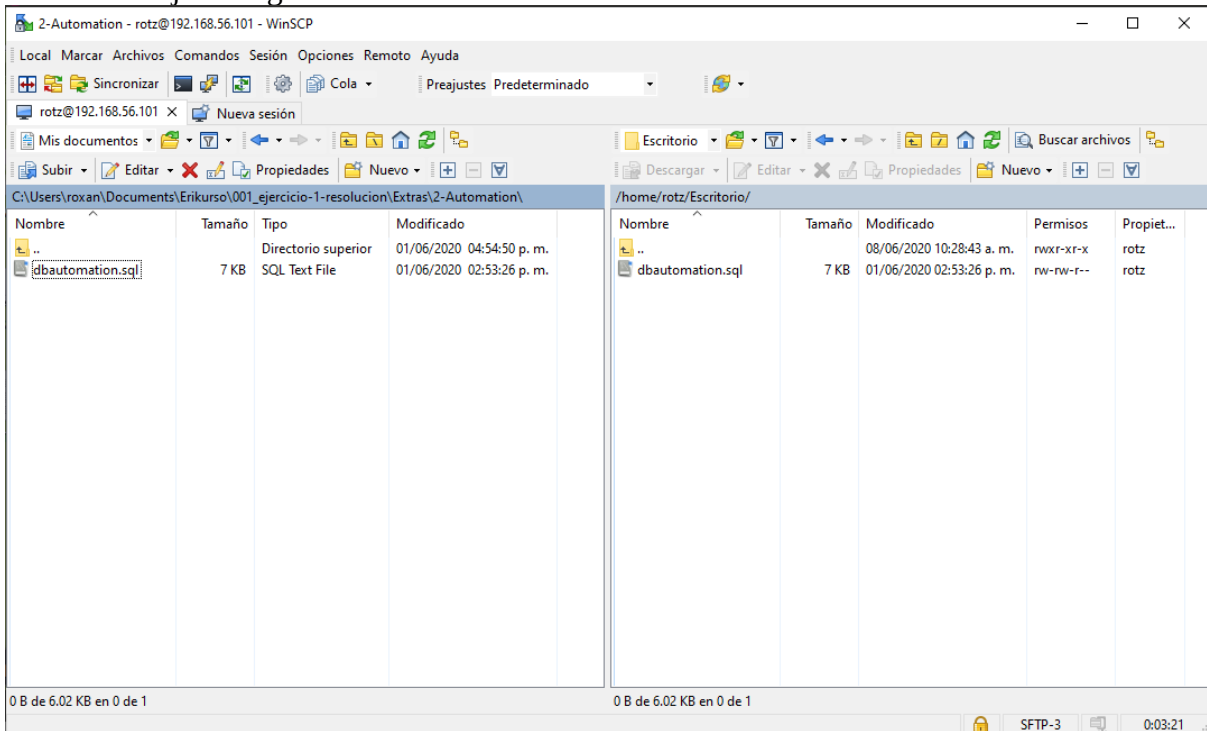 2-Automation - rotz@192.168.56.101 - WinSCP
Local Marcar Archivos Comandos Sesión Opciones Remoto Ayuda
Sincronizar Cola Preajustes Predeterminado
rotz@192.168.56.101 Nueva sesión
Mis documentos
Subir Editar Propiedades Nuevo
C:\Users\roxan\Documents\Erikurso\001_ejercicio-1-resolucion\Extras\2-Automation\
Nombre Tamaño Tipo Modificado
.. Directorio superior 01/06/2020 04:54:50 p. m.
dbautomation.sql 7 KB SQL Text File 01/06/2020 02:53:26 p. m.
0 B de 6.02 KB en 0 de 1
Escritorio Buscar archivos
Descargar Editar Propiedades Nuevo
/home/rotz/Escritorio/
Nombre Tamaño Modificado Permisos Propiet...
.. 08/06/2020 10:28:43 a. m. rwxr-xr-x rotz
dbautomation.sql 7 KB 01/06/2020 02:53:26 p. m. rw-rw-r-- rotz
0 B de 6.02 KB en 0 de 1
SFTP-3 0:03:21